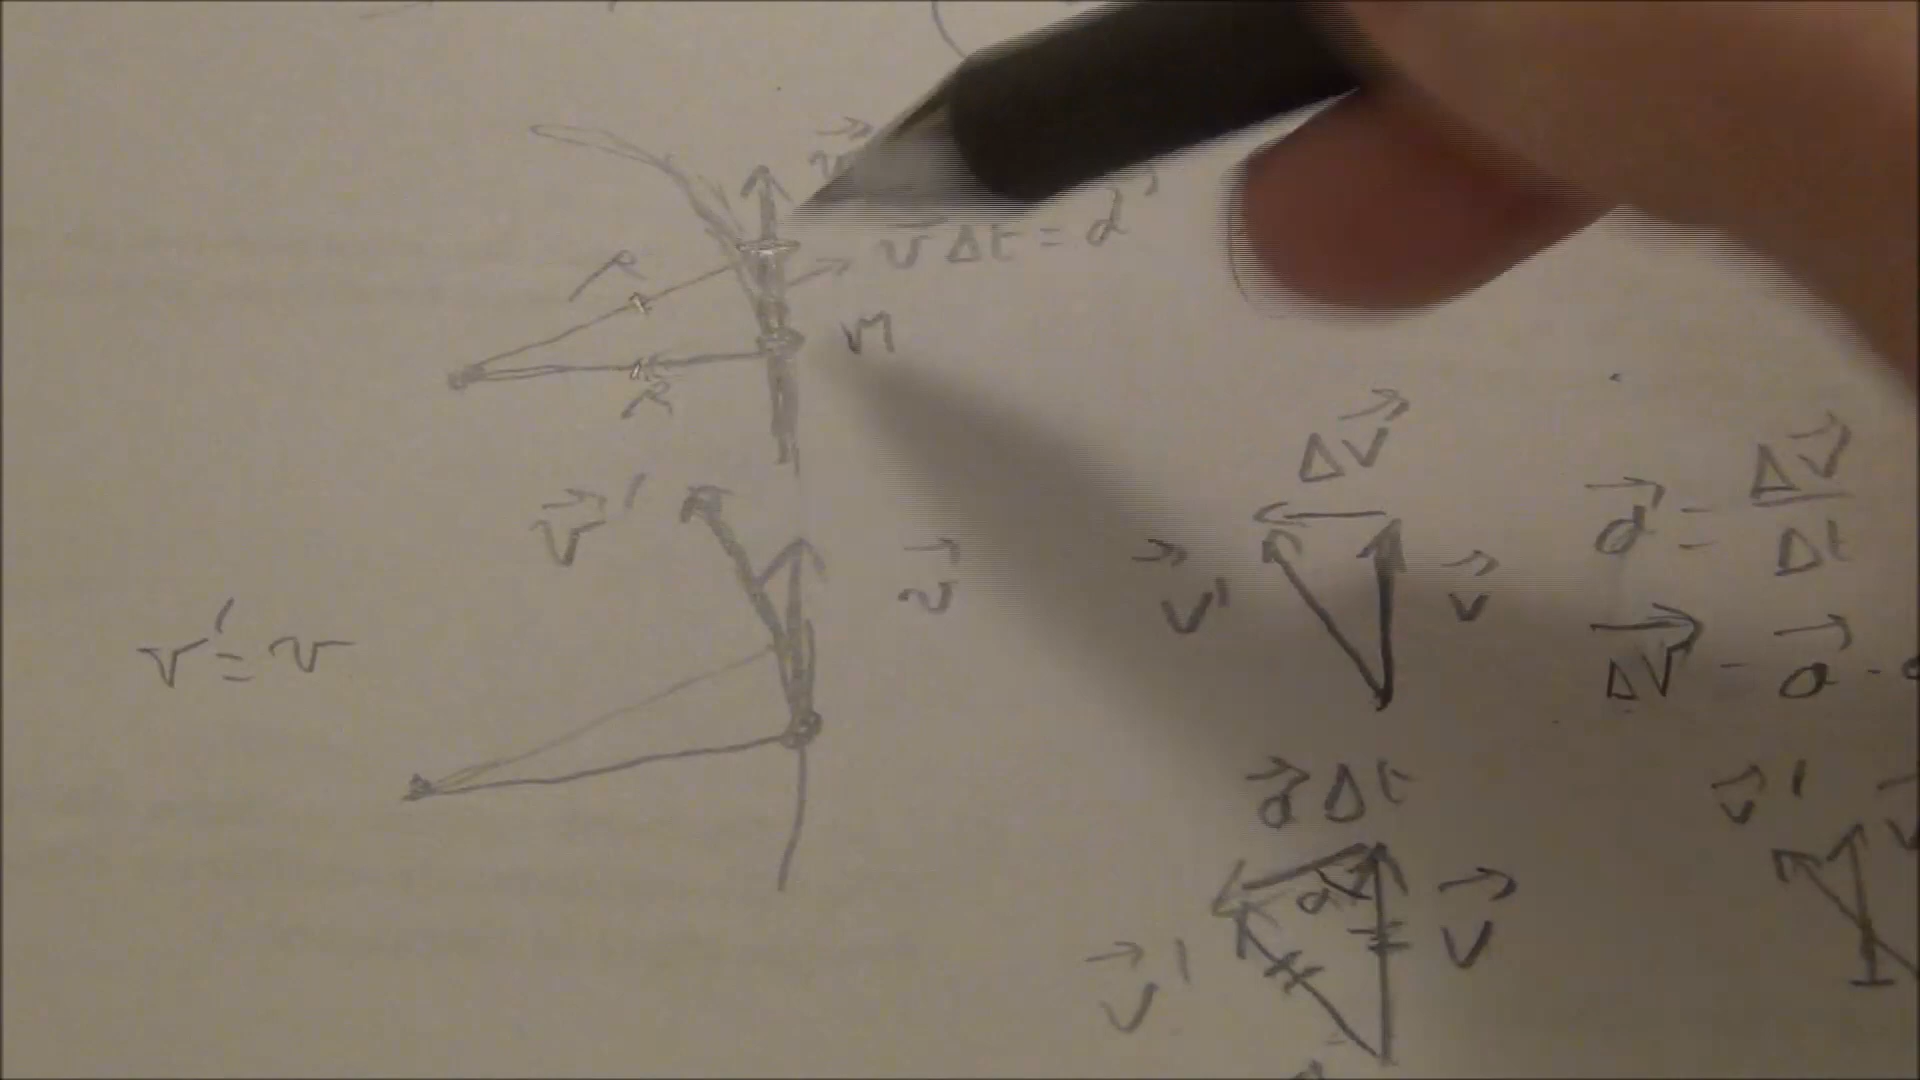 v⃗
v Δt = d
R
M
R
Δv⃗
v⃗'
v⃗
v⃗'
v⃗
a⃗ = Δv⃗ / Δt
v' = v
Δv⃗ = a⃗ ·
a⃗ Δt
α
v⃗
v⃗'
v⃗'